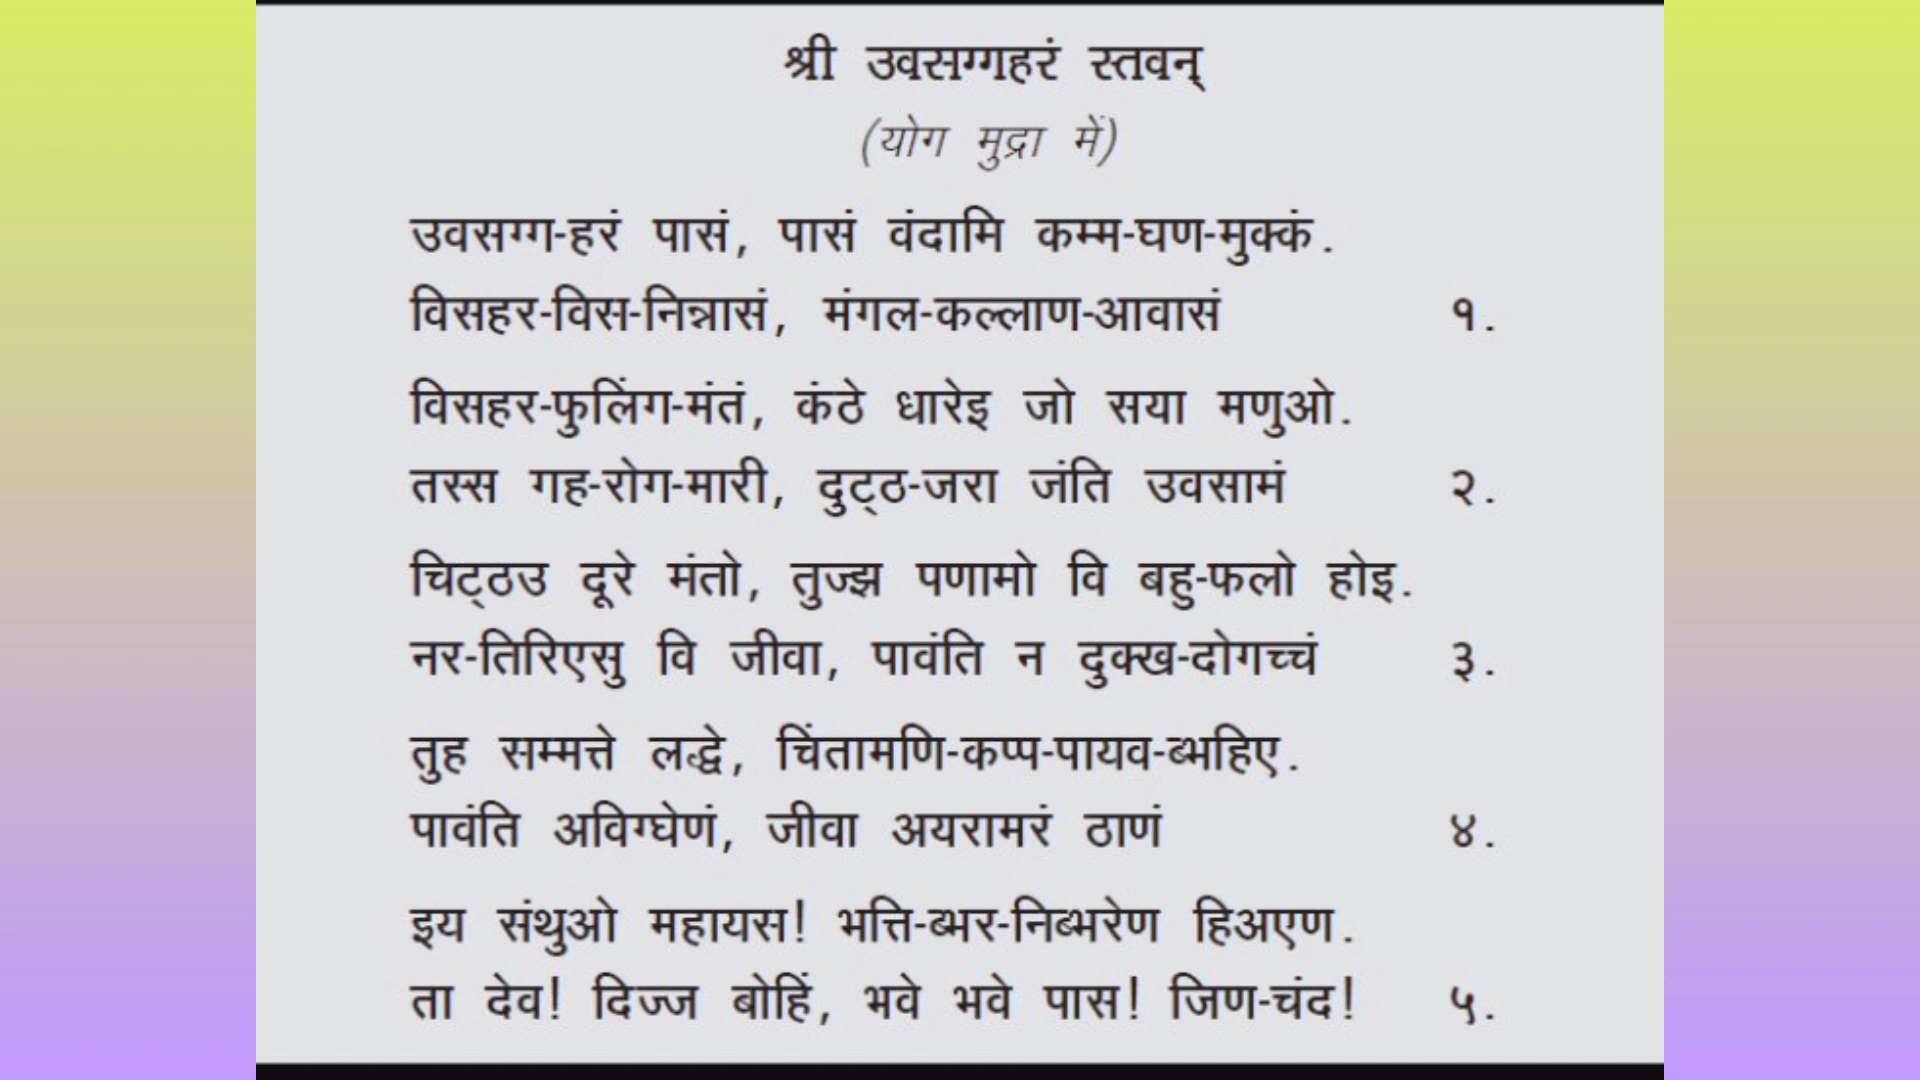 श्री उवसग्गहरं स्तवन्
(योग मुद्रा में)
उवसग्ग-हरं पासं, पासं वंदामि कम्म-घण-मुक्कं.
विसहर-विस-निन्नासं, मंगल-कल्लाण-आवासं १.
विसहर-फुलिंग-मंतं, कंठे धारेइ जो सया मणुओ.
तस्स गह-रोग-मारी, दुट्ठ-जरा जंति उवसामं २.
चिट्ठउ दूरे मंतो, तुज्झ पणामो वि बहु-फलो होइ.
नर-तिरिएसु वि जीवा, पावंति न दुक्ख-दोगच्चं ३.
तुह सम्मत्ते लद्धे, चिंतामणि-कप्प-पायव-ब्भहिए.
पावंति अविग्घेणं, जीवा अयरामरं ठाणं ४.
इय संथुओ महायस! भत्ति-ब्भर-निब्भरेण हिअएण.
ता देव! दिज्ज बोहिं, भवे भवे पास! जिण-चंद! ५.